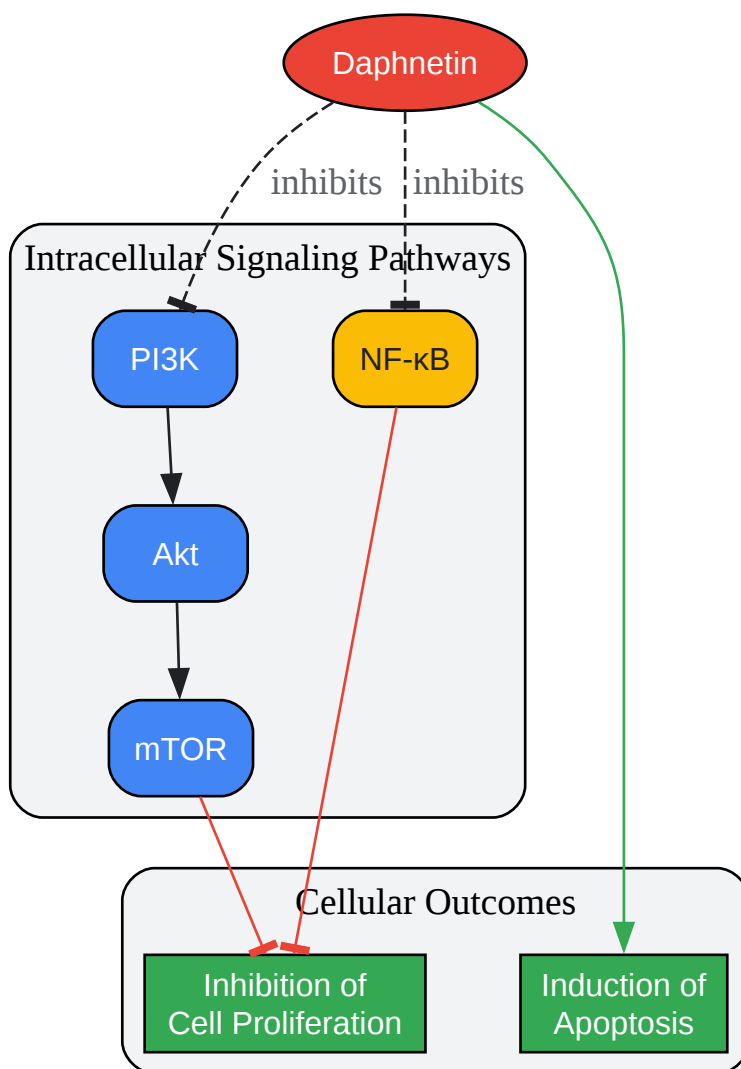 Daphnetin
inhibits
inhibits
Intracellular Signaling Pathways
PI3K
NF-κB
Akt
mTOR
Cellular Outcomes
Inhibition of
Cell Proliferation
Induction of
Apoptosis